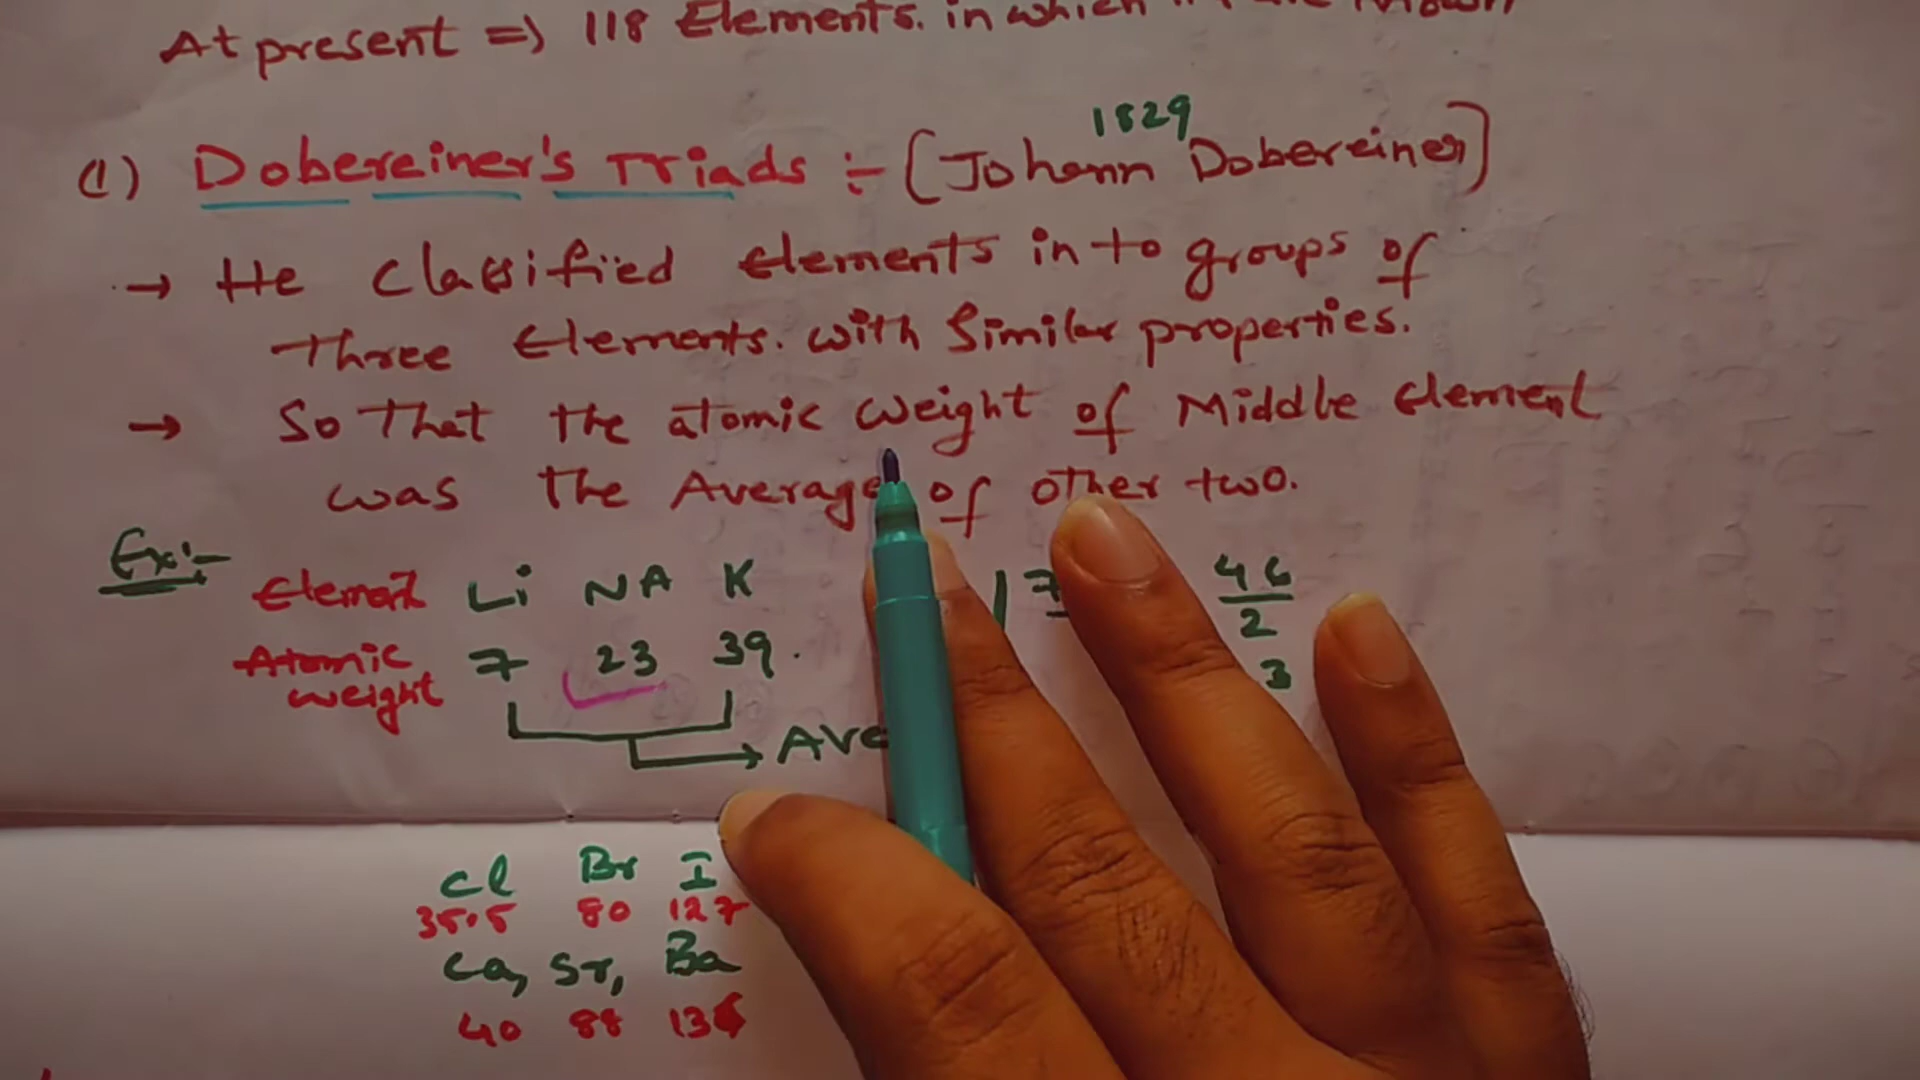 At present => 118 Elements. in which
1829
(1) Dobereiner's Triads :- [Johann Dobereiner]
→ He Classified elements in to groups of
Three Elements. with Similar properties.
→ So That the atomic weight of Middle element
was the Average of other two.
Ex:-
Element Li NA K
Atomic weight 7 23 39.
46
2
3
→ Ave
Cl Br I
35.5 80 127
Ca, Sr, Ba
40 88